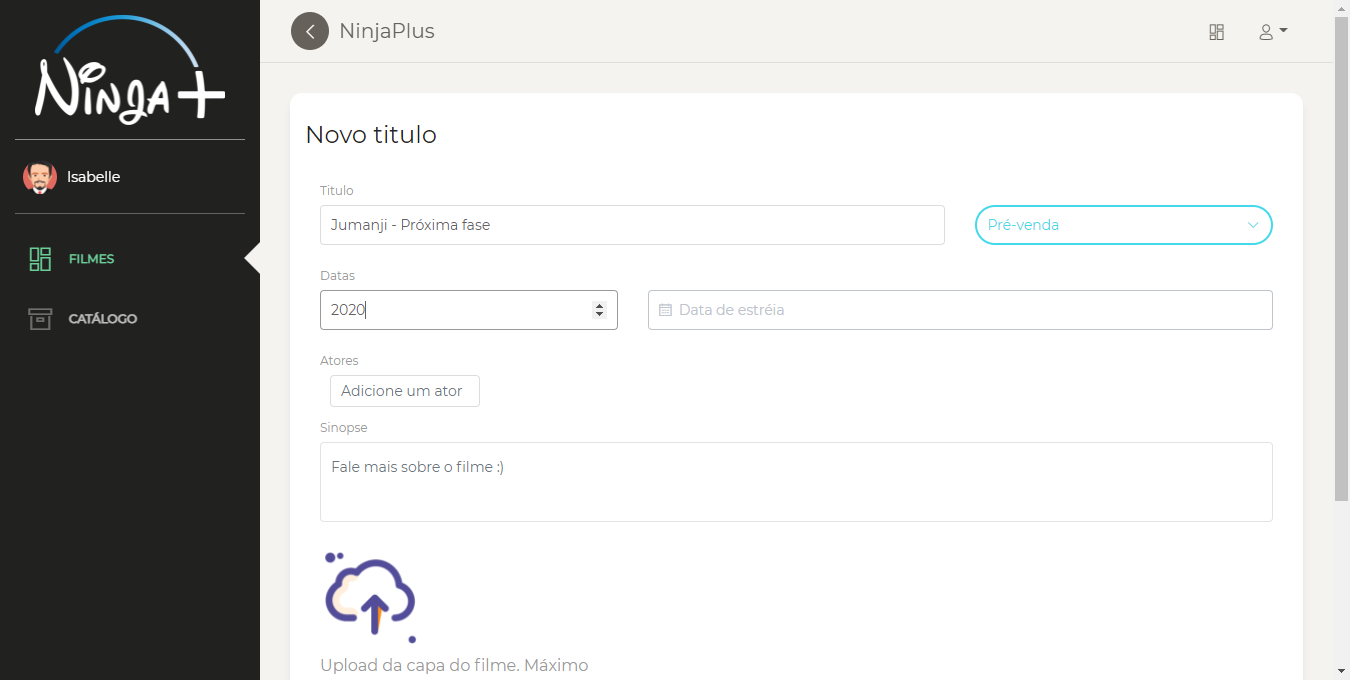 Ninja+
Isabelle
FILMES
CATÁLOGO
NinjaPlus
Novo titulo
Titulo
Jumanji - Próxima fase
Pré-venda
Datas
2020
Data de estréia
Atores
Adicione um ator
Sinopse
Fale mais sobre o filme :)
Upload da capa do filme. Máximo